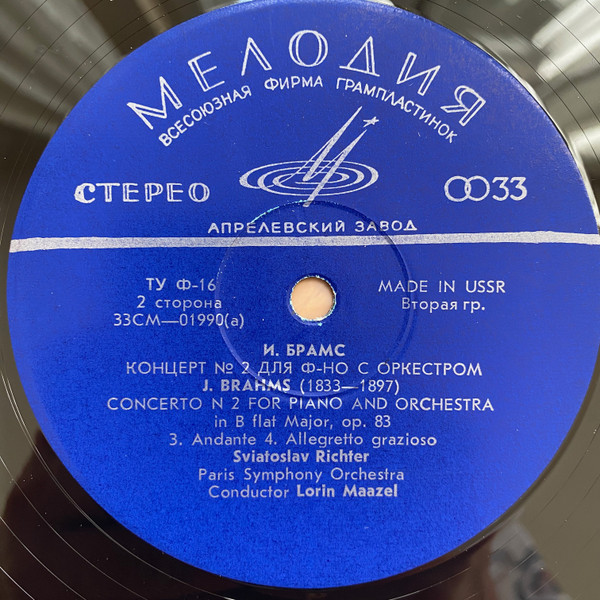 МЕЛОДИЯ
ВСЕСОЮЗНАЯ ФИРМА ГРАМПЛАСТИНОК
СТЕРЕО
33
АПРЕЛЕВСКИЙ ЗАВОД
ТУ Ф-16
MADE IN USSR
2 сторона
Вторая гр.
33СМ—01990(а)
И. БРАМС
КОНЦЕРТ № 2 ДЛЯ Ф-НО С ОРКЕСТРОМ
J. BRAHMS (1833—1897)
CONCERTO N 2 FOR PIANO AND ORCHESTRA
in B flat Major, op. 83
3. Andante 4. Allegretto grazioso
Sviatoslav Richter
Paris Symphony Orchestra
Conductor Lorin Maazel